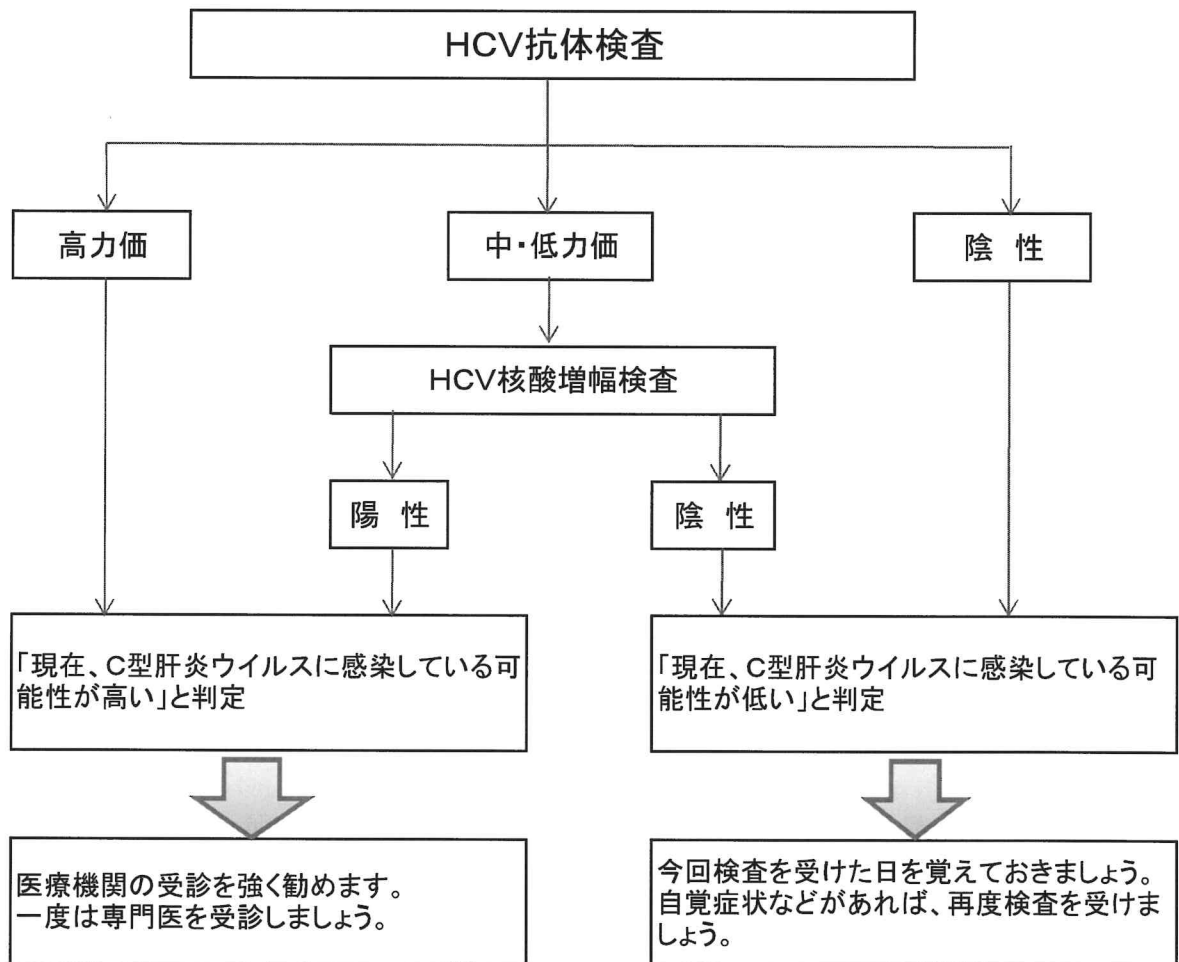 HCV抗体検査
高力価
中・低力価
陰 性
HCV核酸増幅検査
陽 性
陰 性
「現在、C型肝炎ウイルスに感染している可
能性が高い」と判定
「現在、C型肝炎ウイルスに感染している可
能性が低い」と判定
医療機関の受診を強く勧めます。
一度は専門医を受診しましょう。
今回検査を受けた日を覚えておきましょう。
自覚症状などがあれば、再度検査を受けま
しょう。